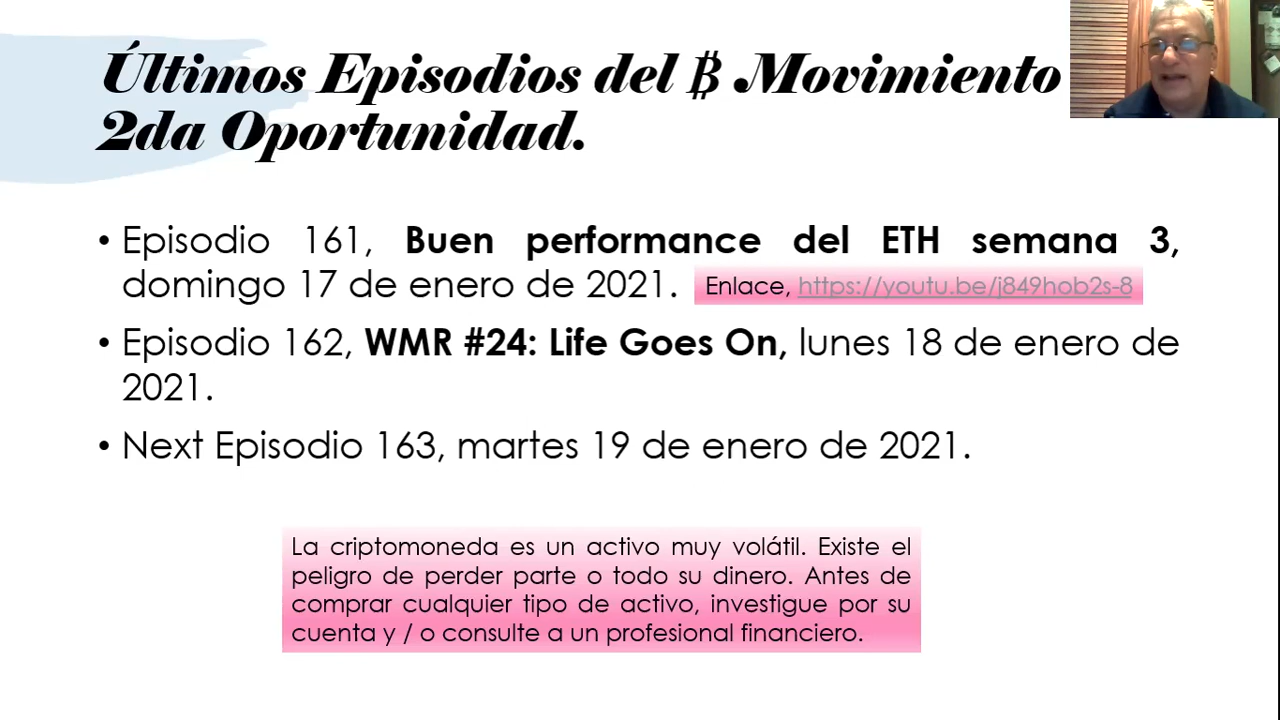 Últimos Episodios del ₿ Movimiento
2da Oportunidad.
• Episodio 161, Buen performance del ETH semana 3,
domingo 17 de enero de 2021. Enlace, https://youtu.be/j849hob2s-8
• Episodio 162, WMR #24: Life Goes On, lunes 18 de enero de
2021.
• Next Episodio 163, martes 19 de enero de 2021.
La criptomoneda es un activo muy volátil. Existe el
peligro de perder parte o todo su dinero. Antes de
comprar cualquier tipo de activo, investigue por su
cuenta y / o consulte a un profesional financiero.